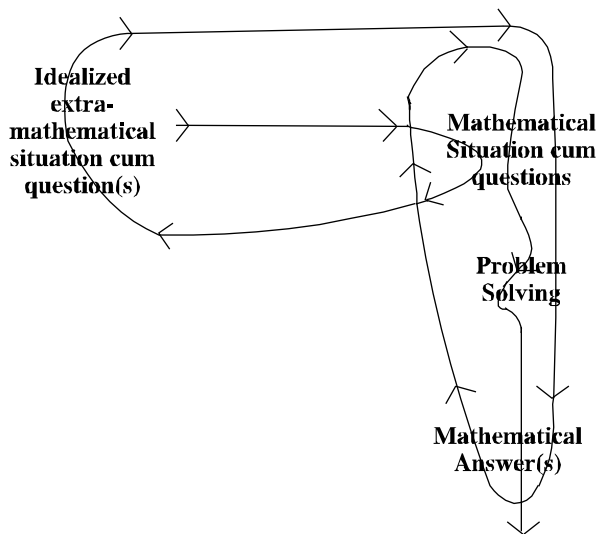 Idealized
extra-
mathematical
situation cum
question(s)
Mathematical
Situation cum
questions
Problem
Solving
Mathematical
Answer(s)